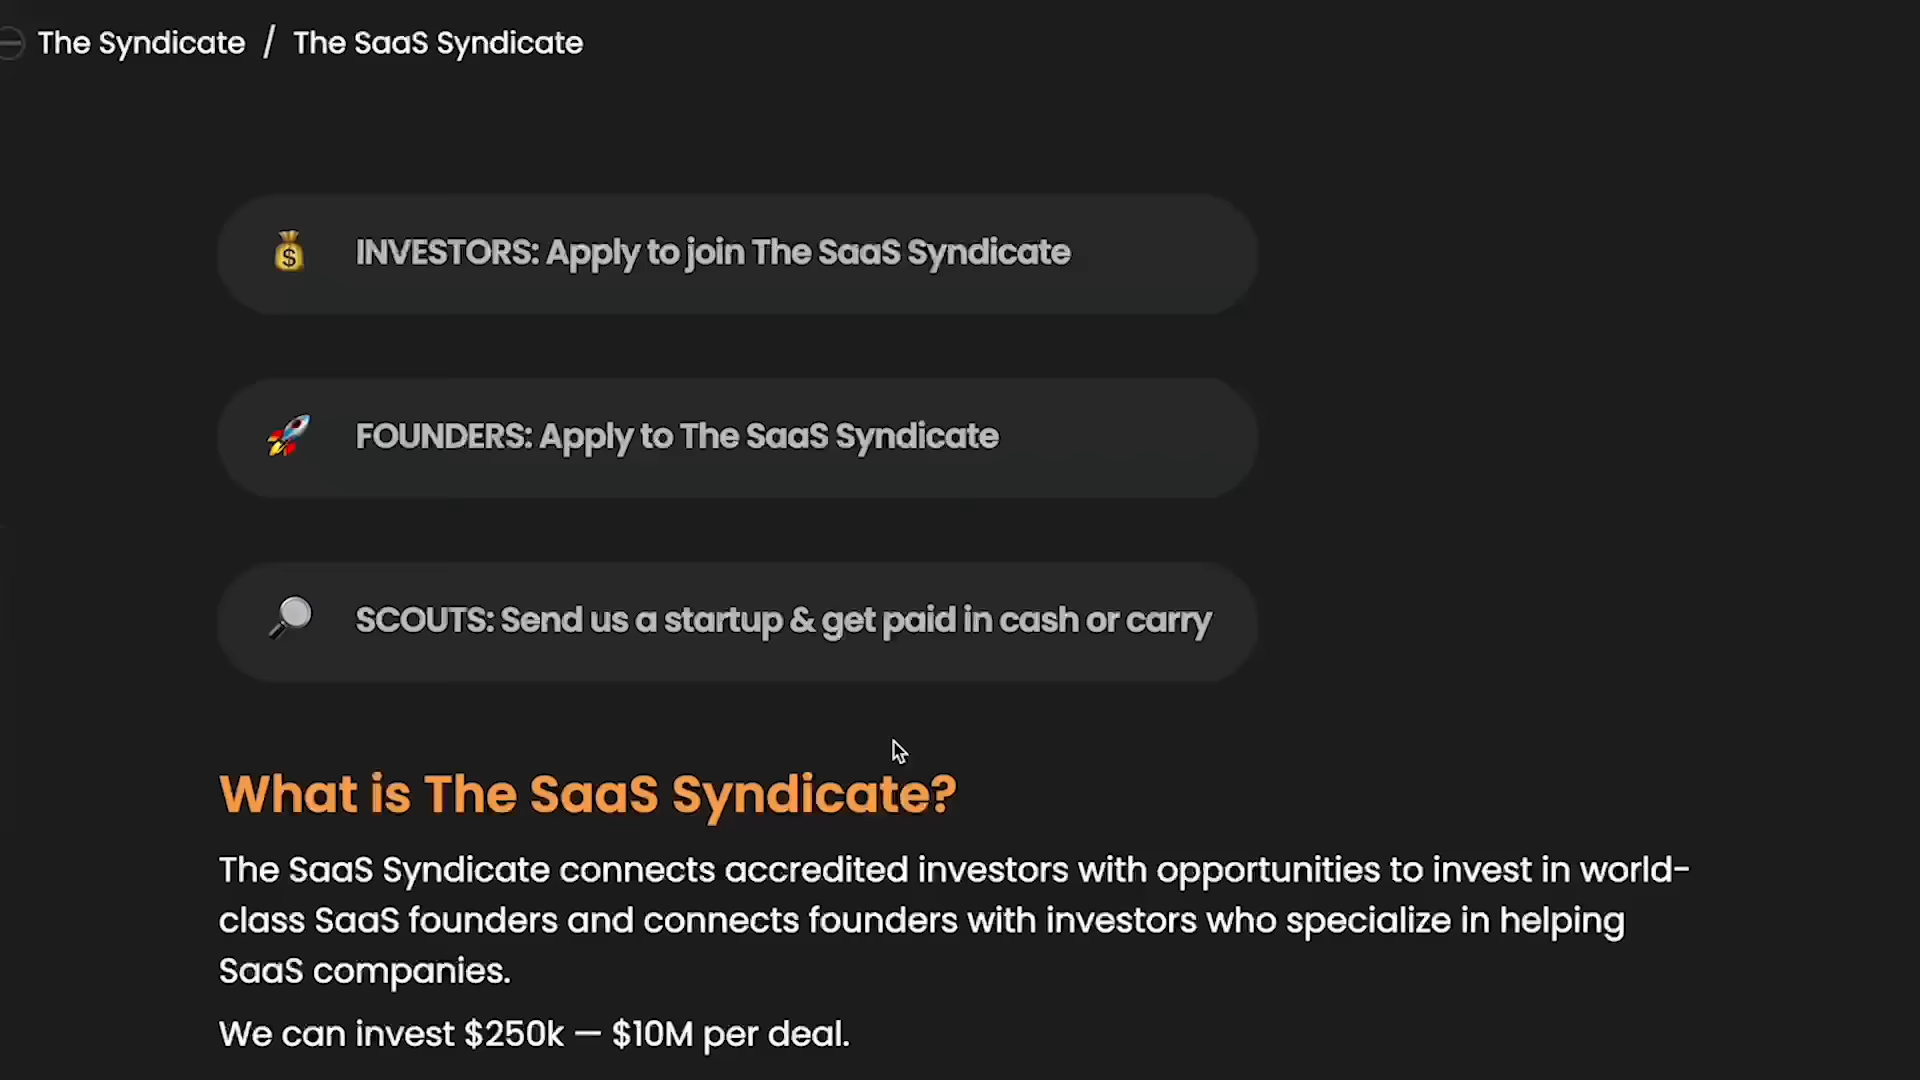 The Syndicate / The SaaS Syndicate
INVESTORS: Apply to join The SaaS Syndicate
FOUNDERS: Apply to The SaaS Syndicate
SCOUTS: Send us a startup & get paid in cash or carry
What is The SaaS Syndicate?
The SaaS Syndicate connects accredited investors with opportunities to invest in world-
class SaaS founders and connects founders with investors who specialize in helping
SaaS companies.
We can invest $250k — $10M per deal.